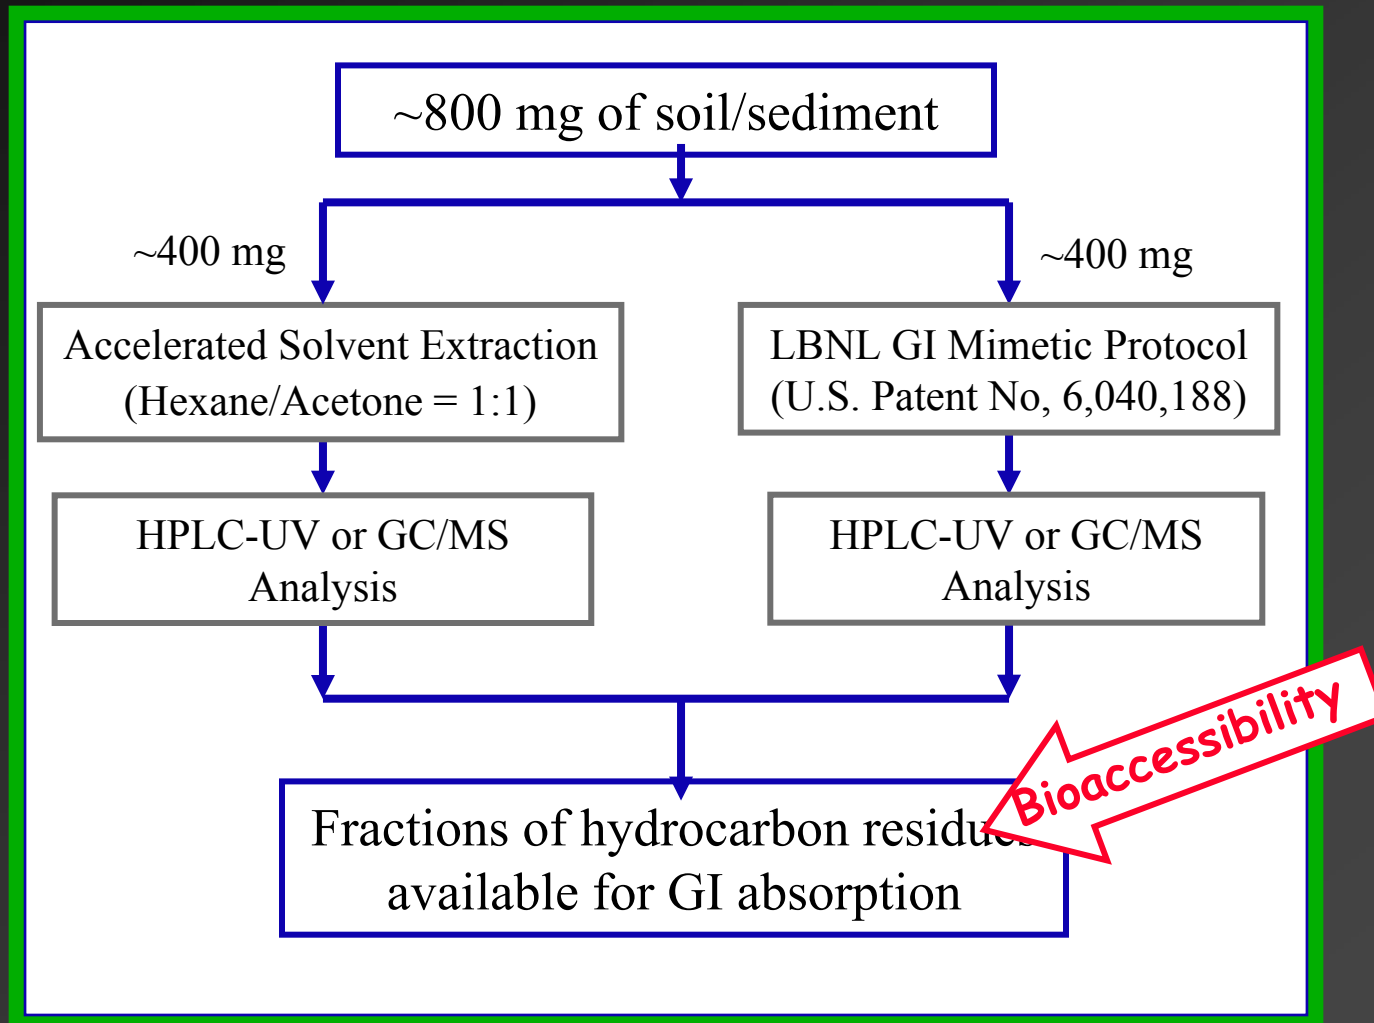 ~800 mg of soil/sediment
~400 mg
~400 mg
Accelerated Solvent Extraction
(Hexane/Acetone = 1:1)
LBNL GI Mimetic Protocol
(U.S. Patent No, 6,040,188)
HPLC-UV or GC/MS
Analysis
HPLC-UV or GC/MS
Analysis
Bioaccessibility
Fractions of hydrocarbon residues
available for GI absorption